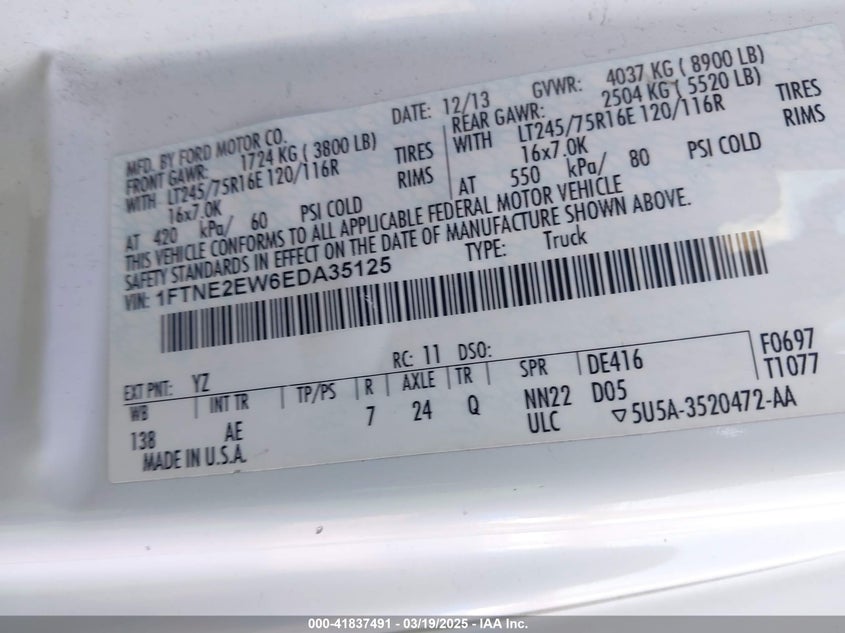 MFD. BY FORD MOTOR CO.
DATE: 12/13 GVWR: 4037 KG ( 8900 LB)
FRONT GAWR: 1724 KG ( 3800 LB)
REAR GAWR: 2504 KG ( 5520 LB)
WITH LT245/75R16E 120/116R TIRES
WITH LT245/75R16E 120/116R TIRES
16x7.0K RIMS
16x7.0K RIMS
AT 420 kPa/ 60 PSI COLD
AT 550 kPa/ 80 PSI COLD
THIS VEHICLE CONFORMS TO ALL APPLICABLE FEDERAL MOTOR VEHICLE
SAFETY STANDARDS IN EFFECT ON THE DATE OF MANUFACTURE SHOWN ABOVE.
VIN: 1FTNE2EW6EDA35125 TYPE: Truck
EXT PNT: YZ RC: 11 DSO: F0697
WB INT TR TP/PS R AXLE TR SPR DE416 T1077
138 AE 7 24 Q NN22 D05
ULC ▽5U5A-3520472-AA
MADE IN U.S.A.
000-41837491 - 03/19/2025 - IAA Inc.